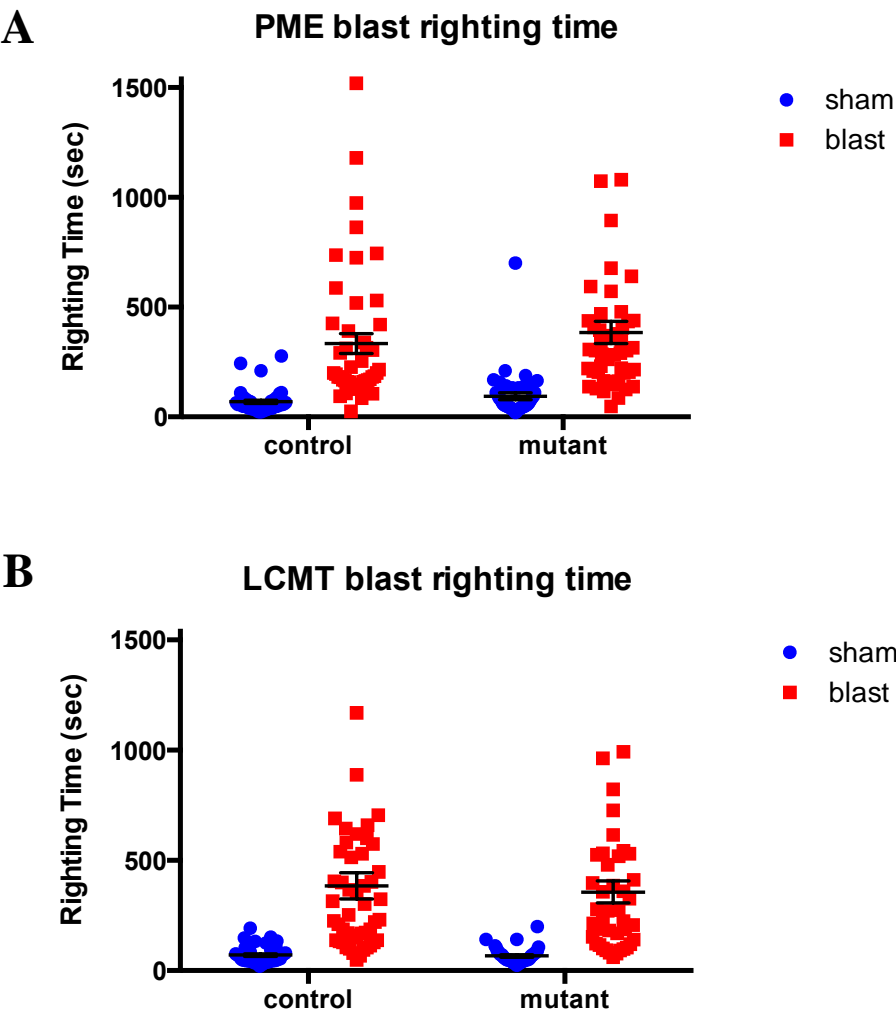 A
PME blast righting time
Righting Time (sec)
1500
1000
500
0
control
mutant
sham
blast
B
LCMT blast righting time
Righting Time (sec)
1500
1000
500
0
control
mutant
sham
blast